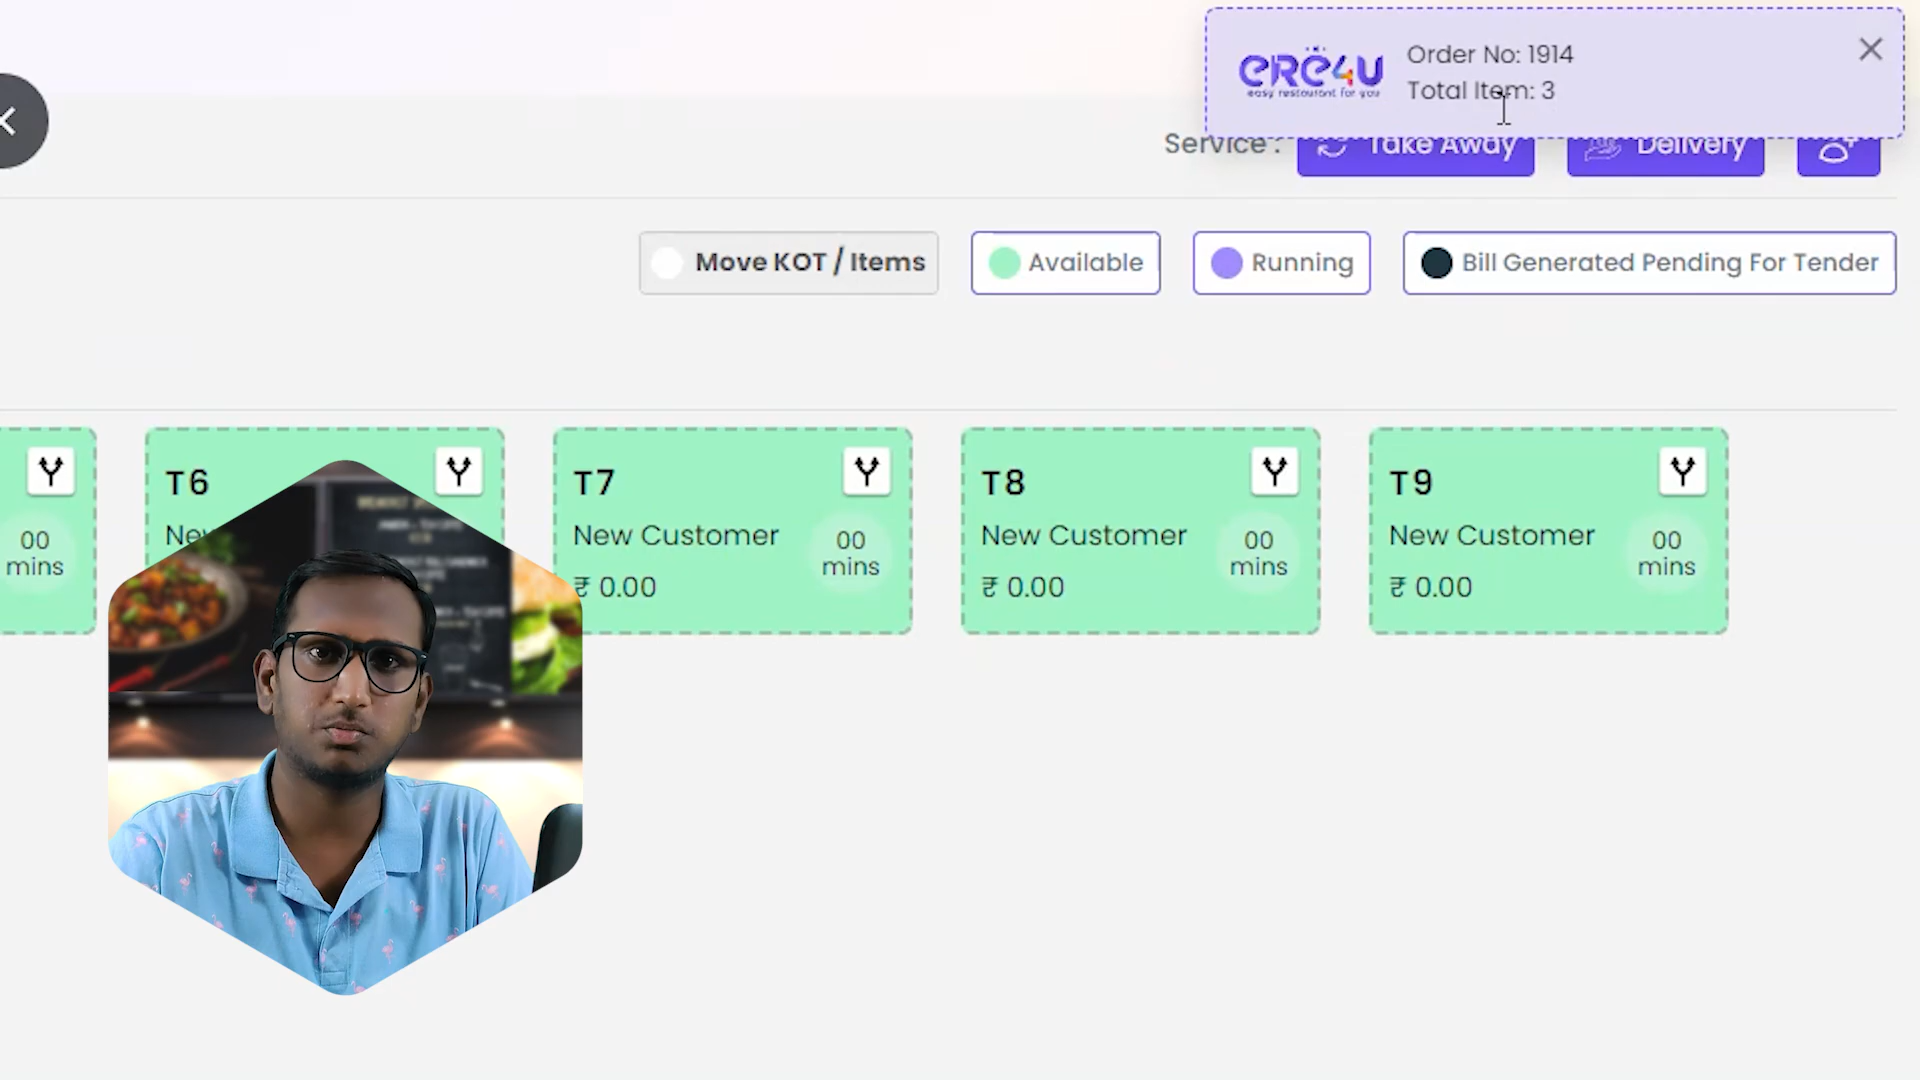 ere4u
easy restaurant for you
Order No: 1914
Total Item: 3
Service :
Take Away
Delivery
Move KOT / Items
Available
Running
Bill Generated Pending For Tender
00
mins
T6
New
T7
New Customer
₹ 0.00
00
mins
T8
New Customer
₹ 0.00
00
mins
T9
New Customer
₹ 0.00
00
mins